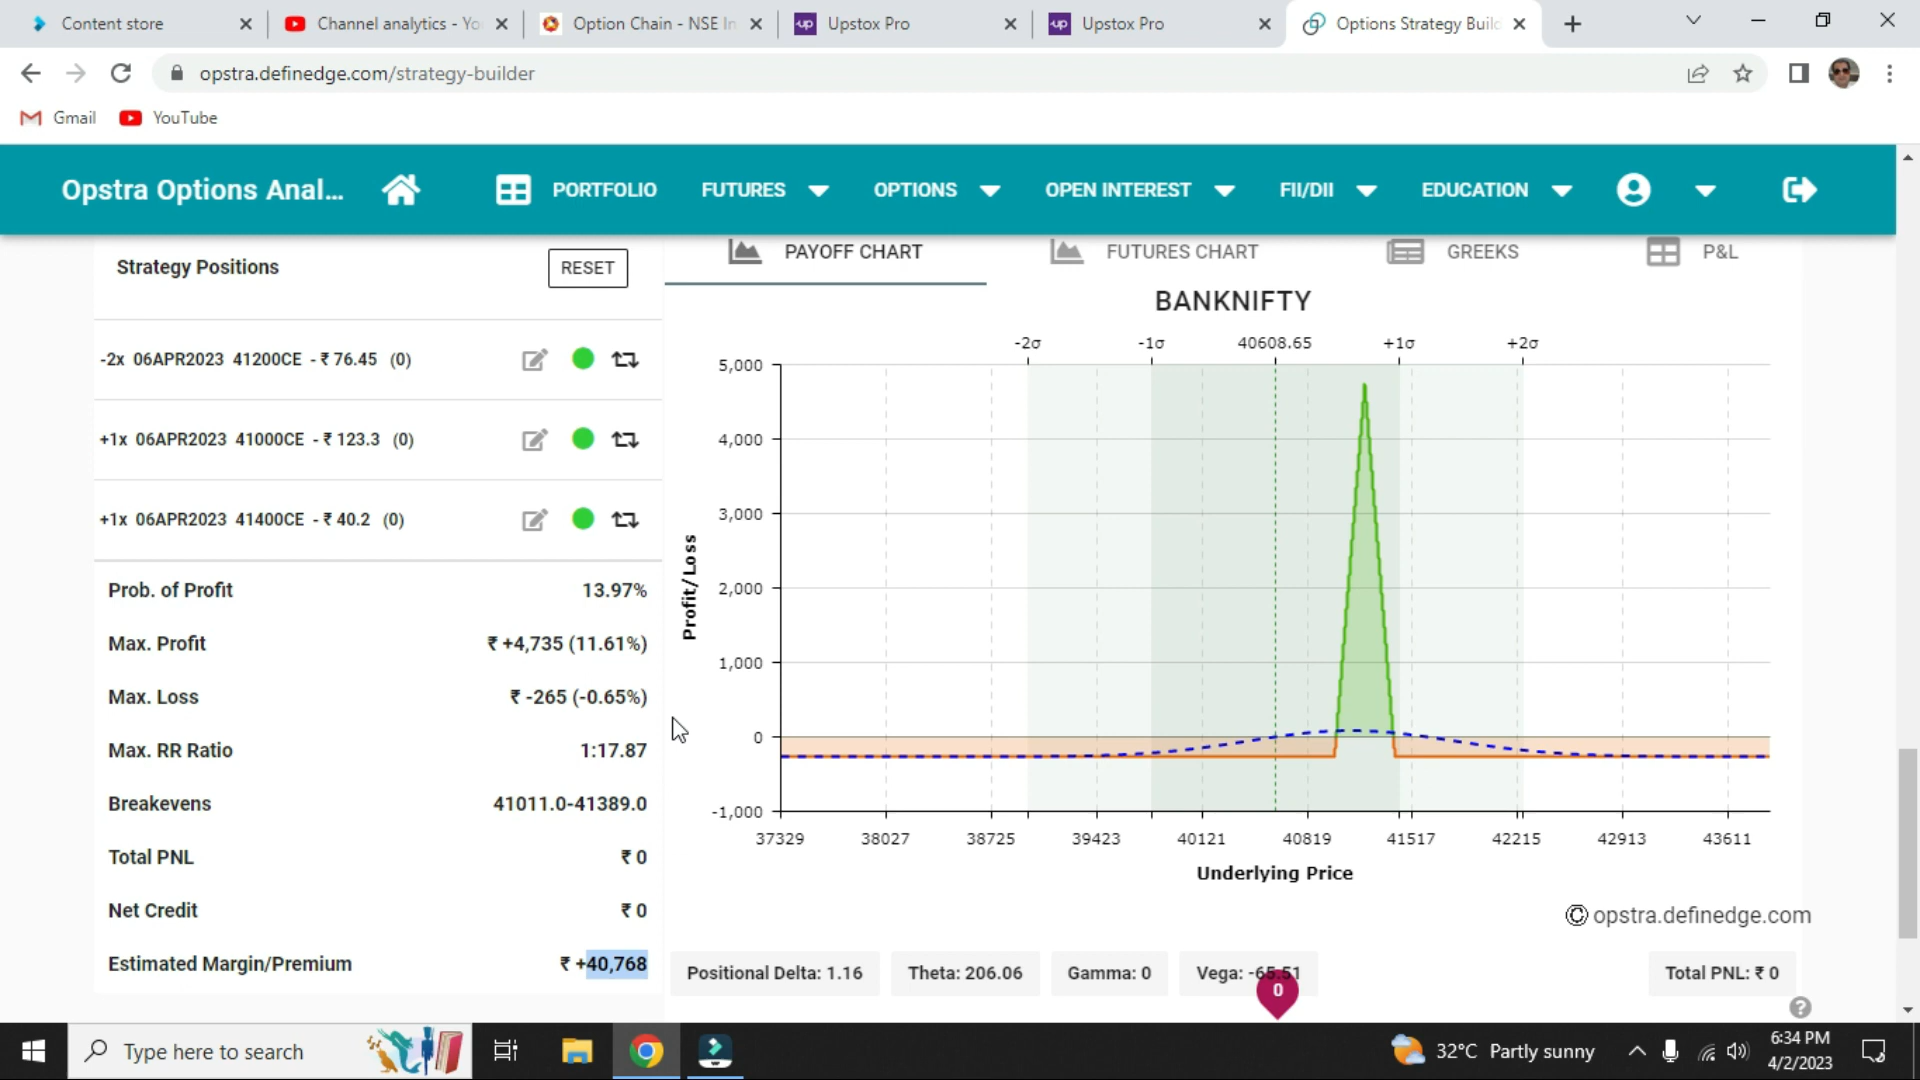 Content store
Channel analytics - Yo
Option Chain - NSE In
Upstox Pro
Upstox Pro
Options Strategy Build
opstra.definedge.com/strategy-builder
Gmail
YouTube
Opstra Options Anal...
PORTFOLIO
FUTURES
OPTIONS
OPEN INTEREST
FII/DII
EDUCATION
Strategy Positions
RESET
-2x 06APR2023 41200CE - ₹ 76.45 (0)
+1x 06APR2023 41000CE - ₹ 123.3 (0)
+1x 06APR2023 41400CE - ₹ 40.2 (0)
Prob. of Profit 13.97%
Max. Profit ₹ +4,735 (11.61%)
Max. Loss ₹ -265 (-0.65%)
Max. RR Ratio 1:17.87
Breakevens 41011.0-41389.0
Total PNL ₹ 0
Net Credit ₹ 0
Estimated Margin/Premium ₹ +40,768
PAYOFF CHART
FUTURES CHART
GREEKS
P&L
BANKNIFTY
-2σ -1σ 40608.65 +1σ +2σ
5,000
4,000
3,000
2,000
1,000
0
-1,000
Profit/Loss
37329 38027 38725 39423 40121 40819 41517 42215 42913 43611
Underlying Price
© opstra.definedge.com
Positional Delta: 1.16
Theta: 206.06
Gamma: 0
Vega: -65.51
0
Total PNL: ₹ 0
?
Type here to search
32°C Partly sunny
6:34 PM
4/2/2023